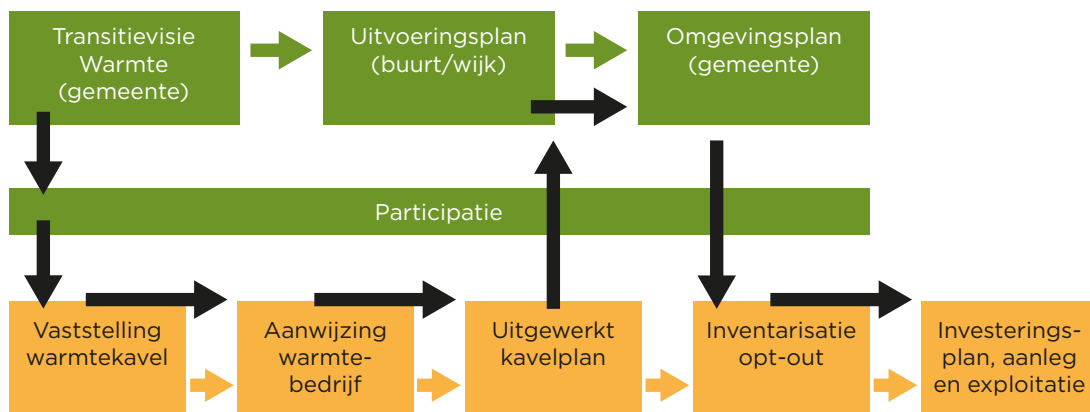 Transitievisie
Warmte
(gemeente)
Uitvoeringsplan
(buurt/wijk)
Omgevingsplan
(gemeente)
Participatie
Vaststelling
warmtekavel
Aanwijzing
warmte-
bedrijf
Uitgewerkt
kavelplan
Inventarisatie
opt-out
Investerings-
plan, aanleg
en exploitatie